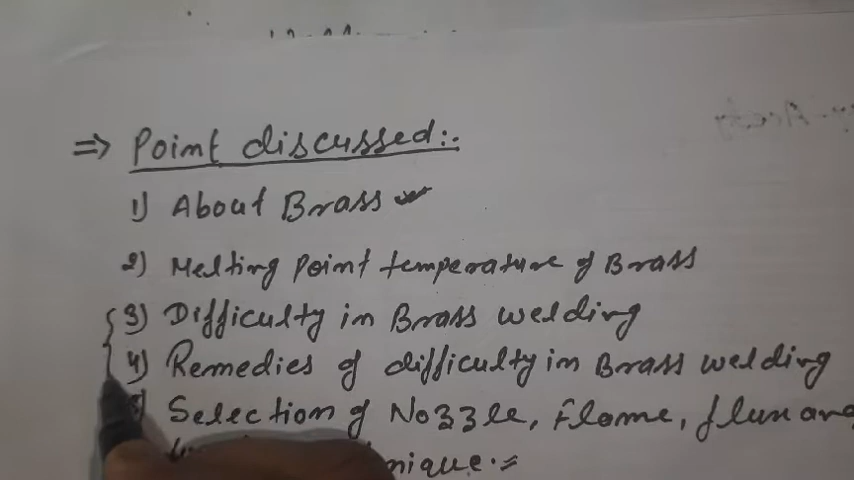 ⇒ Point discussed:-
1) About Brass
2) Melting point temperature of Brass
3) Difficulty in Brass welding
4) Remedies of difficulty in Brass welding
Selection of Nozzle, Flame, flux and